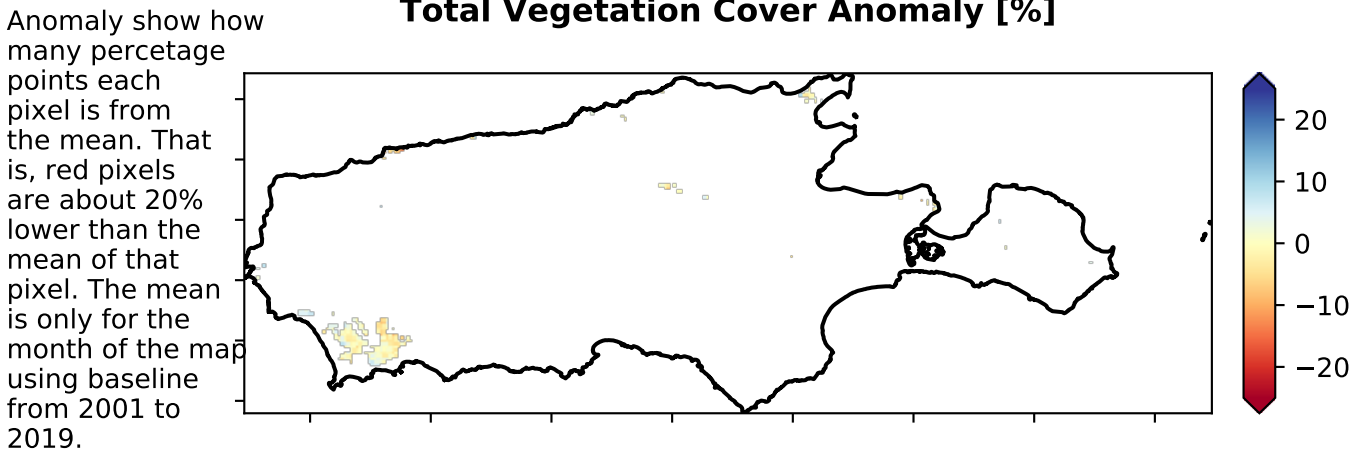 Total Vegetation Cover Anomaly [%]
Anomaly show how
many percetage
points each
pixel is from
the mean. That
is, red pixels
are about 20%
lower than the
mean of that
pixel. The mean
is only for the
month of the map
using baseline
from 2001 to
2019.
20
10
0
−10
−20